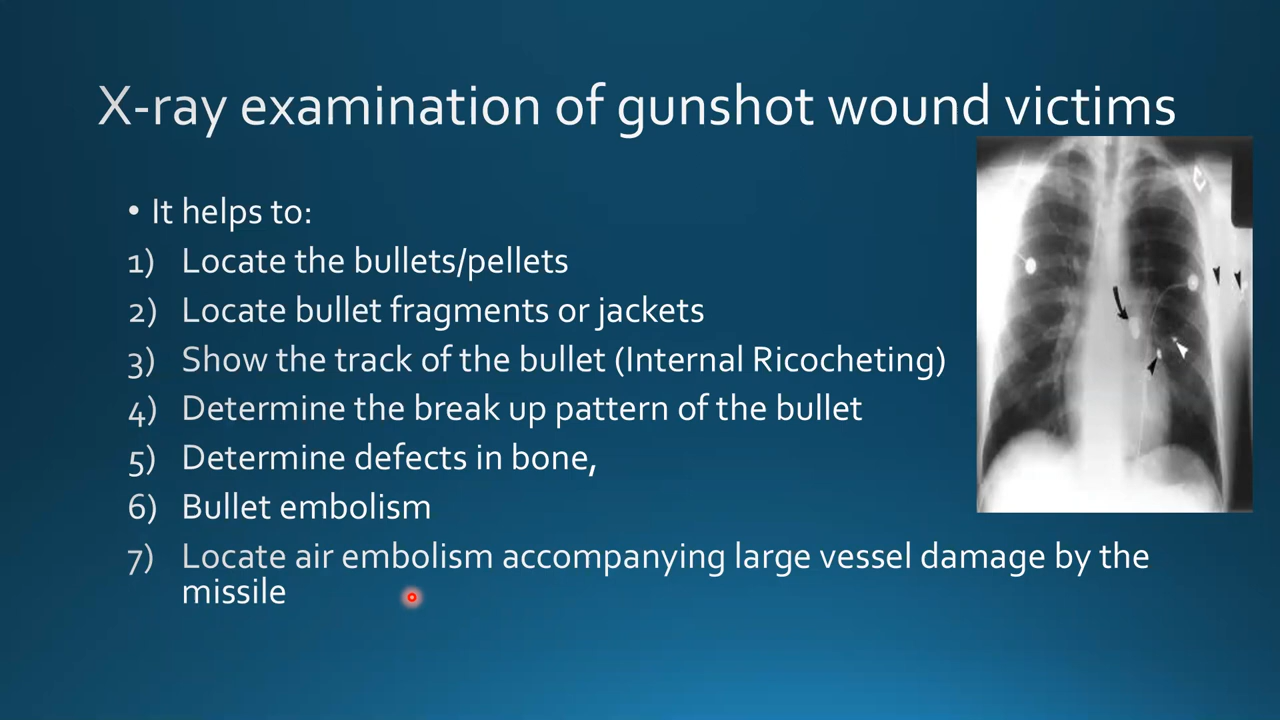 X-ray examination of gunshot wound victims
• It helps to:
1) Locate the bullets/pellets
2) Locate bullet fragments or jackets
3) Show the track of the bullet (Internal Ricocheting)
4) Determine the break up pattern of the bullet
5) Determine defects in bone,
6) Bullet embolism
7) Locate air embolism accompanying large vessel damage by the
missile